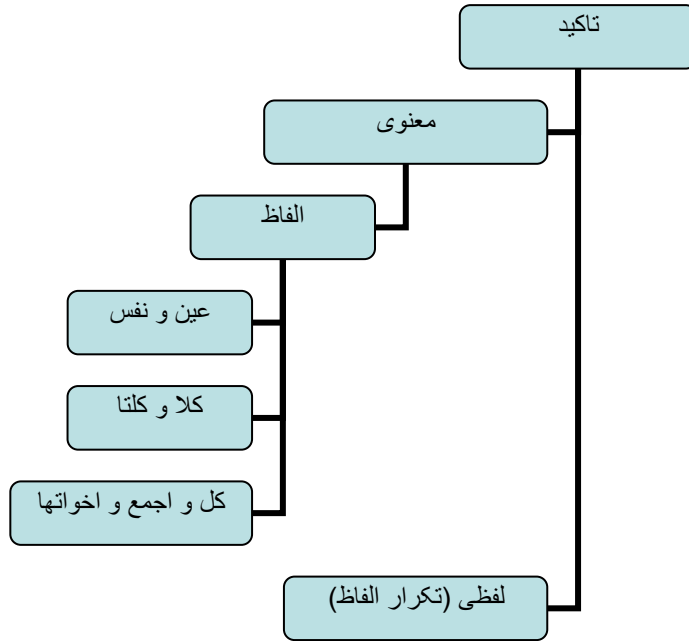 تاکید
معنوی
الفاظ
عین و نفس
کلا و کلتا
کل و اجمع و اخواتها
لفظی (تکرار الفاظ)